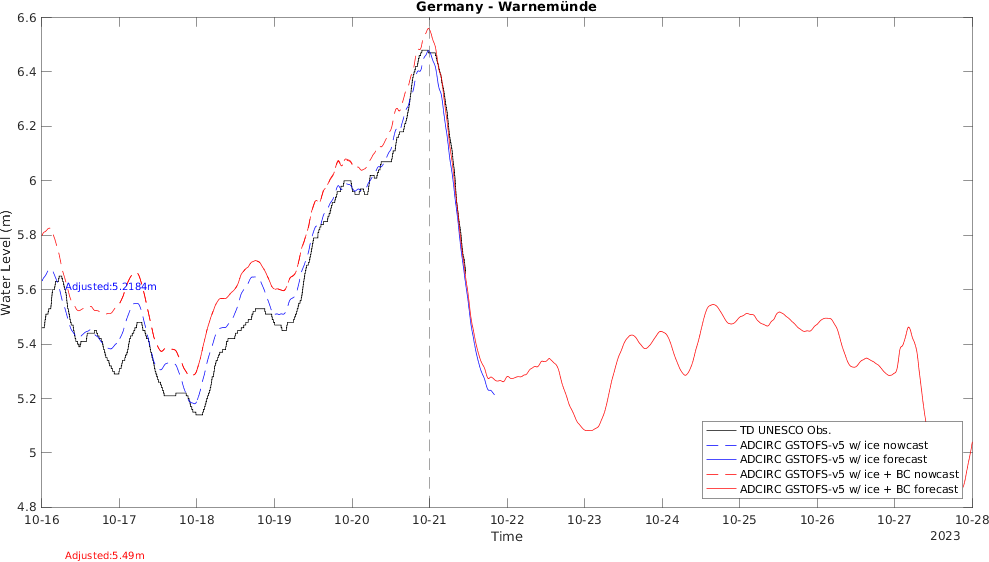 Germany - Warnemünde
6.6
6.4
6.2
6
5.8
5.6
5.4
5.2
5
4.8
Water Level (m)
Adjusted:5.2184m
TD UNESCO Obs.
ADCIRC GSTOFS-v5 w/ ice nowcast
ADCIRC GSTOFS-v5 w/ ice forecast
ADCIRC GSTOFS-v5 w/ ice + BC nowcast
ADCIRC GSTOFS-v5 w/ ice + BC forecast
10-16 10-17 10-18 10-19 10-20 10-21 10-22 10-23 10-24 10-25 10-26 10-27 10-28
Time
2023
Adjusted:5.49m